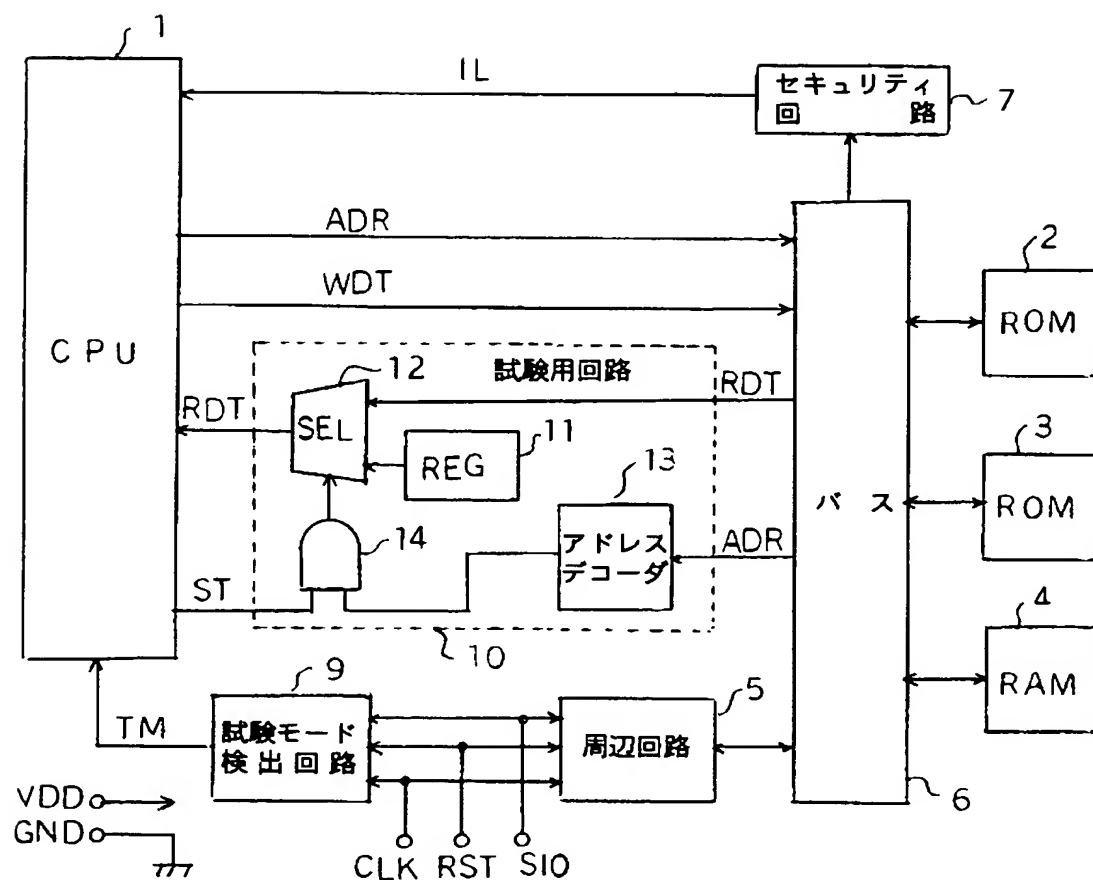 1
IL
セキュリティ
回 路
7
ADR
WDT
2
ROM
CPU
試験用回路
12
RDT
RDT
SEL
11
REG
3
ROM
13
バス
14
アドレス
デコーダ
ADR
ST
10
4
RAM
9
5
TM
試験モード
検出回路
周辺回路
6
VDD
GND
CLK
RST
SIO